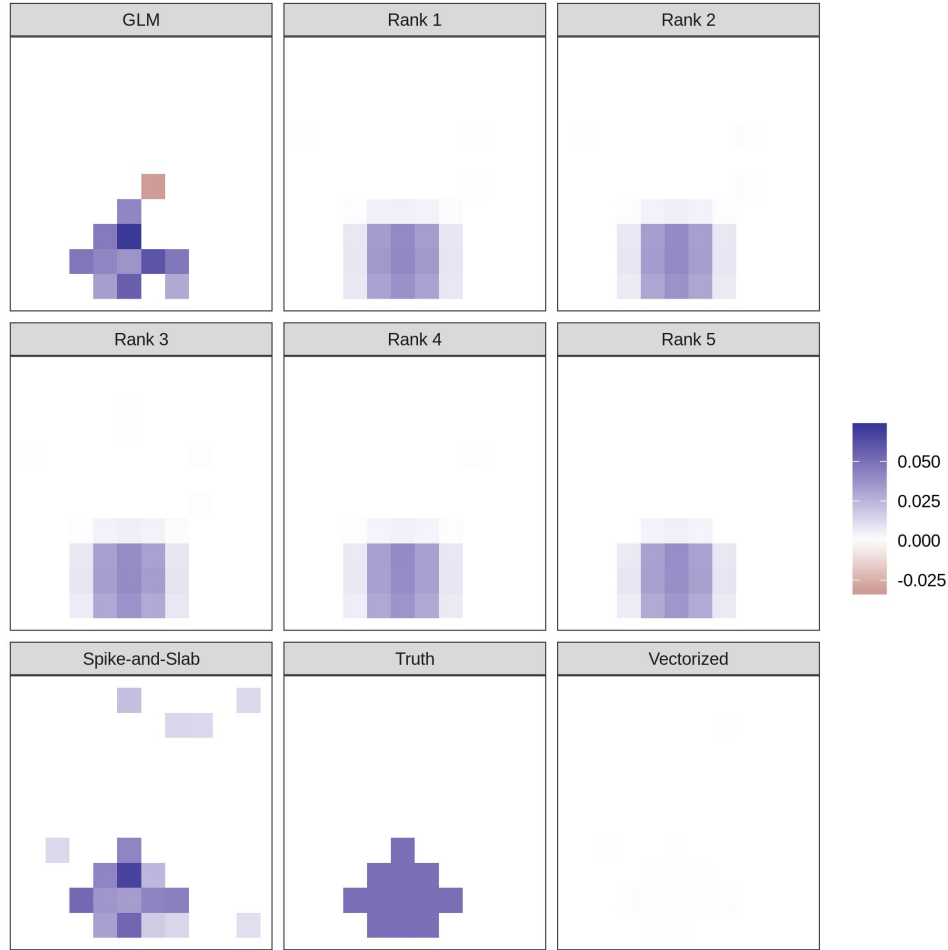 GLM
Rank 1
Rank 2
Rank 3
Rank 4
Rank 5
0.050
0.025
0.000
-0.025
Spike-and-Slab
Truth
Vectorized